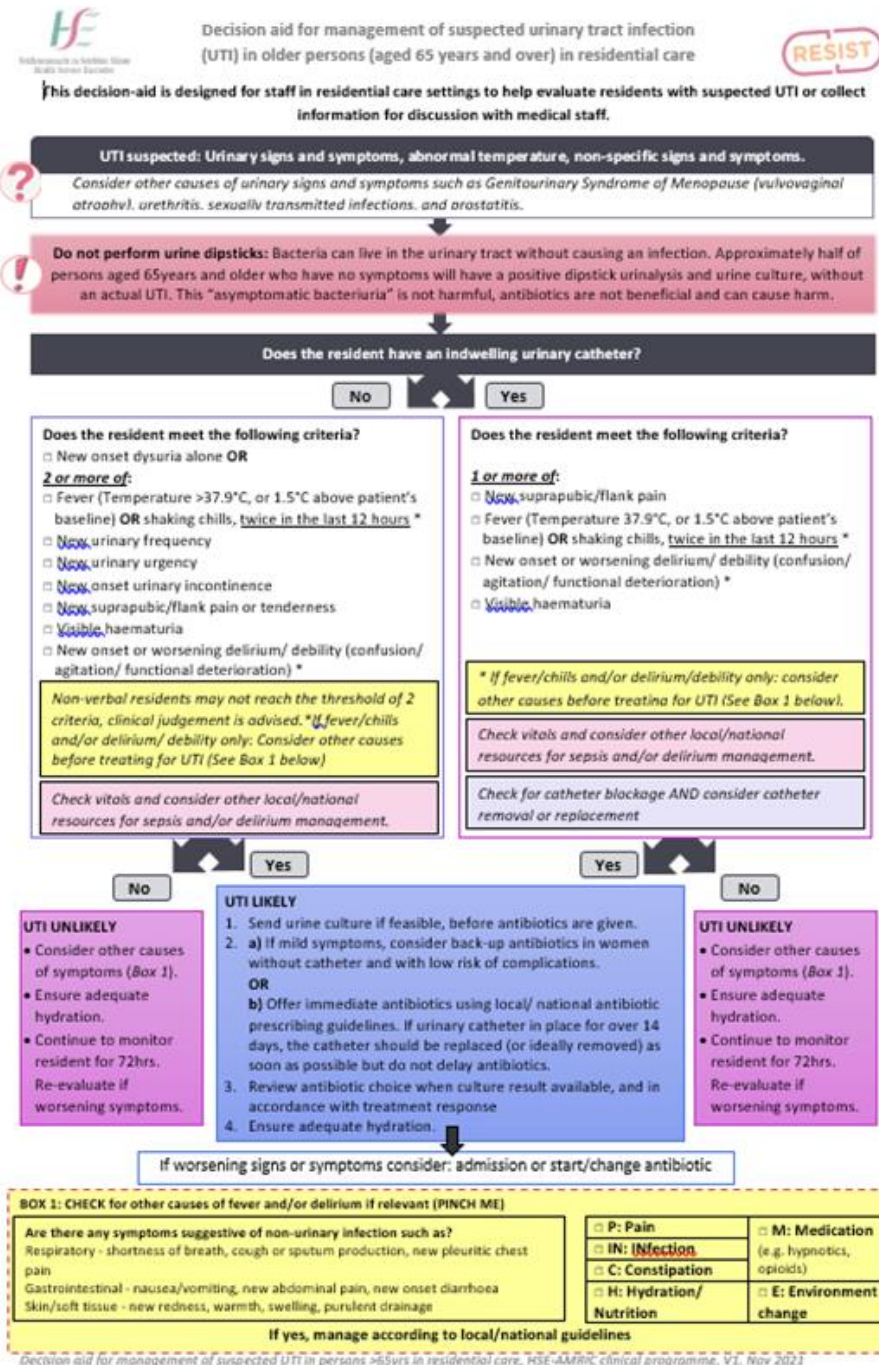 Decision aid for management of suspected urinary tract infection
(UTI) in older persons (aged 65 years and over) in residential care
RESIST
This decision-aid is designed for staff in residential care settings to help evaluate residents with suspected UTI or collect
information for discussion with medical staff.
UTI suspected: Urinary signs and symptoms, abnormal temperature, non-specific signs and symptoms.
?
Consider other causes of urinary signs and symptoms such as Genitourinary Syndrome of Menopause (vulvovaginal
atrophy), urethritis, sexually transmitted infections, and prostatitis.
!
Do not perform urine dipsticks: Bacteria can live in the urinary tract without causing an infection. Approximately half of
persons aged 65years and older who have no symptoms will have a positive dipstick urinalysis and urine culture, without
an actual UTI. This "asymptomatic bacteriuria" is not harmful, antibiotics are not beneficial and can cause harm.
Does the resident have an indwelling urinary catheter?
No
Yes
Does the resident meet the following criteria?
□ New onset dysuria alone OR
2 or more of:
□ Fever (Temperature >37.9°C, or 1.5°C above patient's
baseline) OR shaking chills, twice in the last 12 hours *
□ New urinary frequency
□ New urinary urgency
□ New onset urinary incontinence
□ New suprapubic/flank pain or tenderness
□ Visible haematuria
□ New onset or worsening delirium/ debility (confusion/
agitation/ functional deterioration) *
Non-verbal residents may not reach the threshold of 2
criteria, clinical judgement is advised.*If fever/chills
and/or delirium/ debility only: Consider other causes
before treating for UTI (See Box 1 below)
Check vitals and consider other local/national
resources for sepsis and/or delirium management.
Does the resident meet the following criteria?
1 or more of:
□ New suprapubic/flank pain
□ Fever (Temperature 37.9°C, or 1.5°C above patient's
baseline) OR shaking chills, twice in the last 12 hours *
□ New onset or worsening delirium/ debility (confusion/
agitation/ functional deterioration) *
□ Visible haematuria
* If fever/chills and/or delirium/debility only: consider
other causes before treating for UTI (See Box 1 below).
Check vitals and consider other local/national
resources for sepsis and/or delirium management.
Check for catheter blockage AND consider catheter
removal or replacement
No
Yes
Yes
No
UTI UNLIKELY
• Consider other causes
of symptoms (Box 1).
• Ensure adequate
hydration.
• Continue to monitor
resident for 72hrs.
Re-evaluate if
worsening symptoms.
UTI LIKELY
1. Send urine culture if feasible, before antibiotics are given.
2. a) If mild symptoms, consider back-up antibiotics in women
without catheter and with low risk of complications.
OR
b) Offer immediate antibiotics using local/ national antibiotic
prescribing guidelines. If urinary catheter in place for over 14
days, the catheter should be replaced (or ideally removed) as
soon as possible but do not delay antibiotics.
3. Review antibiotic choice when culture result available, and in
accordance with treatment response
4. Ensure adequate hydration.
UTI UNLIKELY
• Consider other causes
of symptoms (Box 1).
• Ensure adequate
hydration.
• Continue to monitor
resident for 72hrs.
Re-evaluate if
worsening symptoms.
If worsening signs or symptoms consider: admission or start/change antibiotic
BOX 1: CHECK for other causes of fever and/or delirium if relevant (PINCH ME)
Are there any symptoms suggestive of non-urinary infection such as?
Respiratory - shortness of breath, cough or sputum production, new pleuritic chest
pain
Gastrointestinal - nausea/vomiting, new abdominal pain, new onset diarrhoea
Skin/soft tissue - new redness, warmth, swelling, purulent drainage
□ P: Pain
□ IN: INfection
□ C: Constipation
□ H: Hydration/
Nutrition
□ M: Medication
(e.g. hypnotics,
opioids)
□ E: Environment
change
If yes, manage according to local/national guidelines
Decision aid for management of suspected UTI in persons >65yrs in residential care, HSE-AMRIC clinical programme, V1. Nov 2021